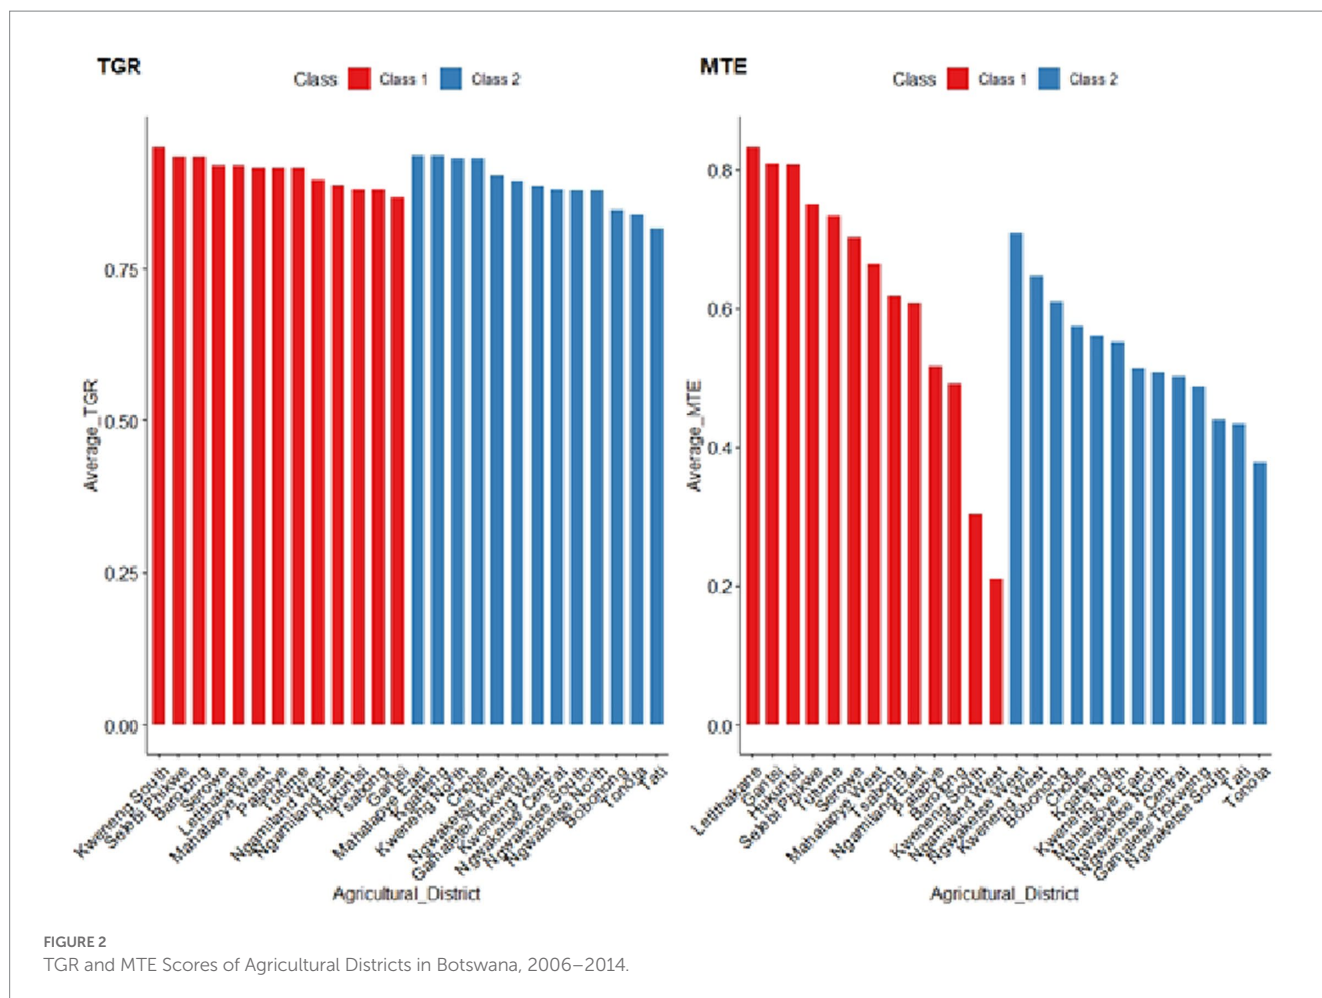 TGR
Class Class 1 Class 2
Average_TGR
0.75
0.50
0.25
0.00
Kweneng South
Selebi Phikwe
Barolong
Serowe
Letlhakane
Mahalapye West
Palapye
Tutume
Ngamiland West
Ngamiland East
Hukuntsi
Tsabong
Gantsi
Mahalapye East
Kgatleng
Kweneng North
Chobe
Ngwaketse West
Gamalete/Tlokweng
Kweneng West
Ngwaketse Central
Ngwaketse South
Ngwaketse North
Bobonong
Tonota
Tati
Agricultural_District
MTE
Class Class 1 Class 2
Average_MTE
0.8
0.6
0.4
0.2
0.0
Letlhakane
Gantsi
Hukuntsi
Selebi Phikwe
Tutume
Serowe
Mahalapye West
Tsabong
Ngamiland East
Palapye
Barolong
Kweneng South
Ngamiland West
Ngwaketse West
Kweneng West
Bobonong
Chobe
Kgatleng
Kweneng North
Mahalapye East
Ngwaketse North
Ngwaketse Central
Gamalete/Tlokweng
Ngwaketse South
Tati
Tonota
Agricultural_District
FIGURE 2
TGR and MTE Scores of Agricultural Districts in Botswana, 2006–2014.